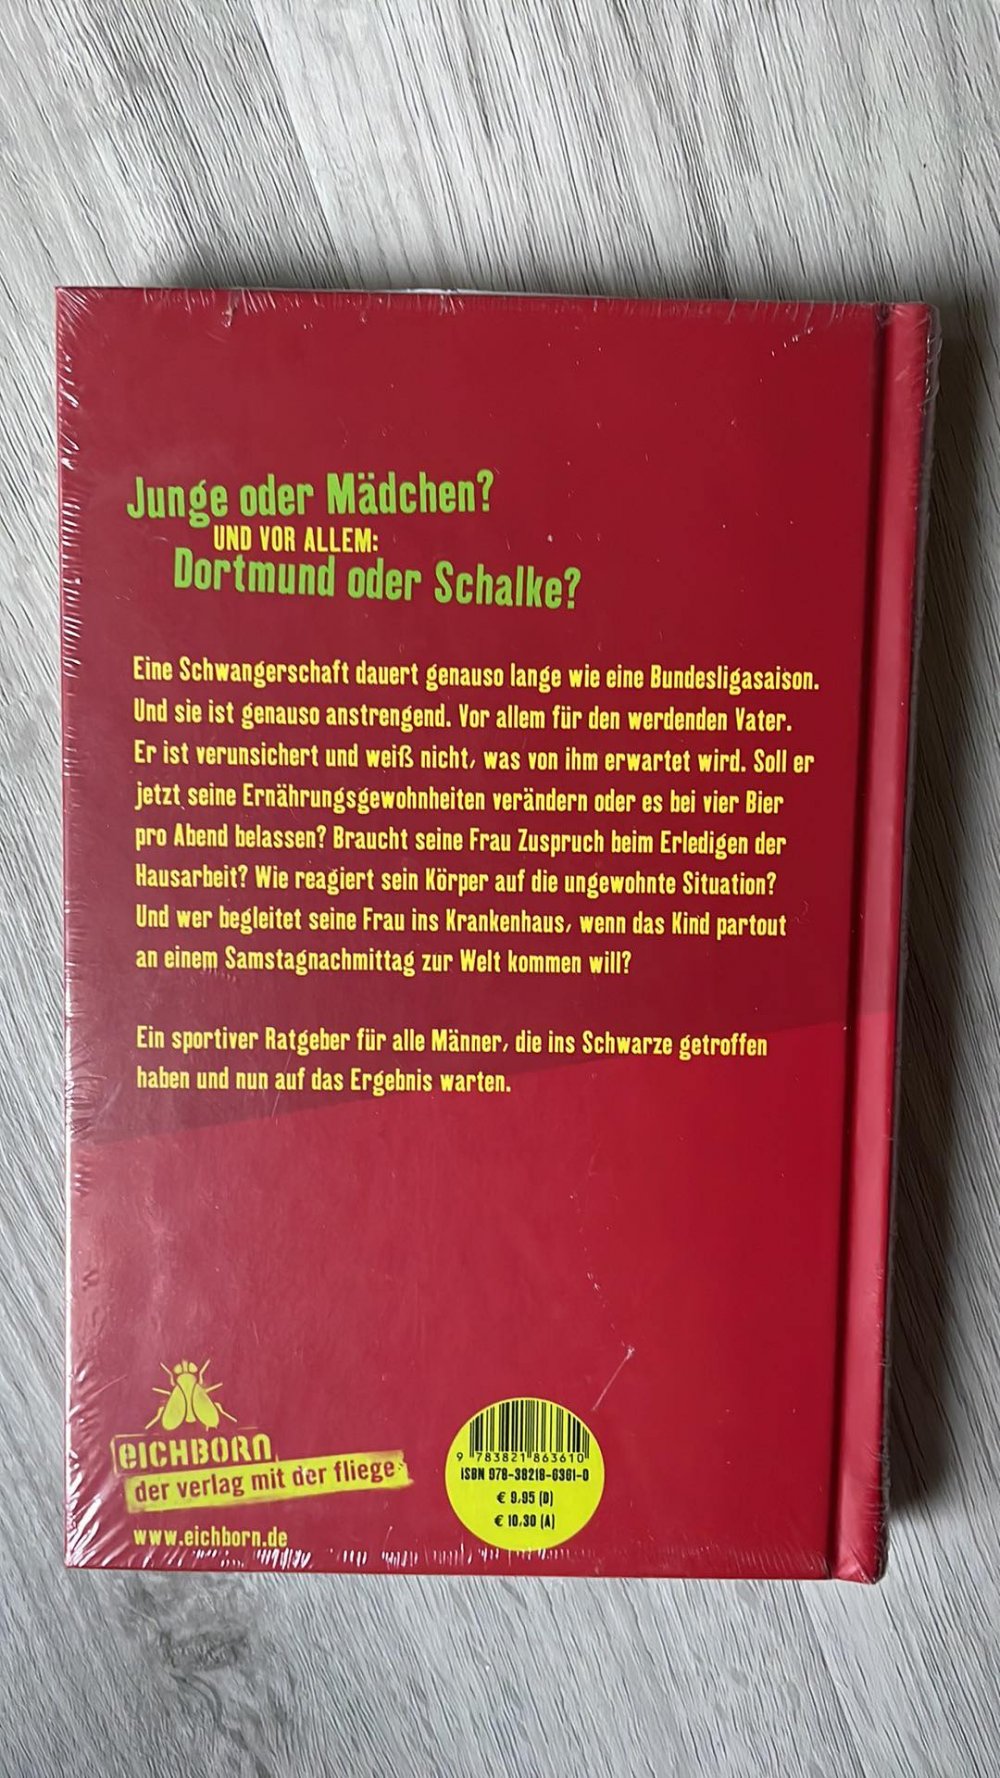 Junge oder Mädchen?
UND VOR ALLEM:
Dortmund oder Schalke?
Eine Schwangerschaft dauert genauso lange wie eine Bundesligasaison.
Und sie ist genauso anstrengend. Vor allem für den werdenden Vater.
Er ist verunsichert und weiß nicht, was von ihm erwartet wird. Soll er
jetzt seine Ernährungsgewohnheiten verändern oder es bei vier Bier
pro Abend belassen? Braucht seine Frau Zuspruch beim Erledigen der
Hausarbeit? Wie reagiert sein Körper auf die ungewohnte Situation?
Und wer begleitet seine Frau ins Krankenhaus, wenn das Kind partout
an einem Samstagnachmittag zur Welt kommen will?
Ein sportiver Ratgeber für alle Männer, die ins Schwarze getroffen
haben und nun auf das Ergebnis warten.
EICHBORN
der verlag mit der fliege
www.eichborn.de
9 783821 863610
ISBN 978-38218-6361-0
€ 9,95 (D)
€ 10,30 (A)